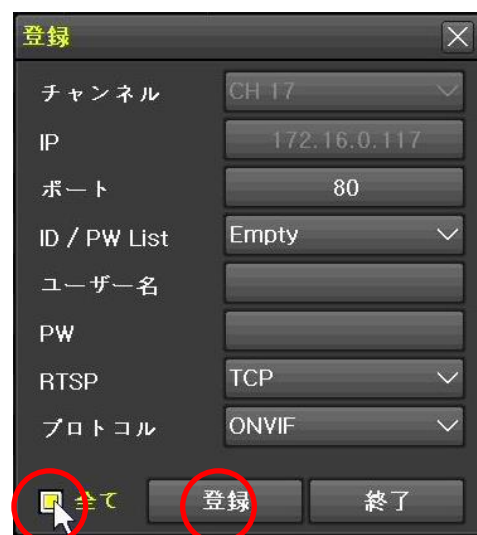 登録
チャンネル CH 17
IP 172.16.0.117
ポート 80
ID / PW List Empty
ユーザー名
PW
RTSP TCP
プロトコル ONVIF
全て 登録 終了